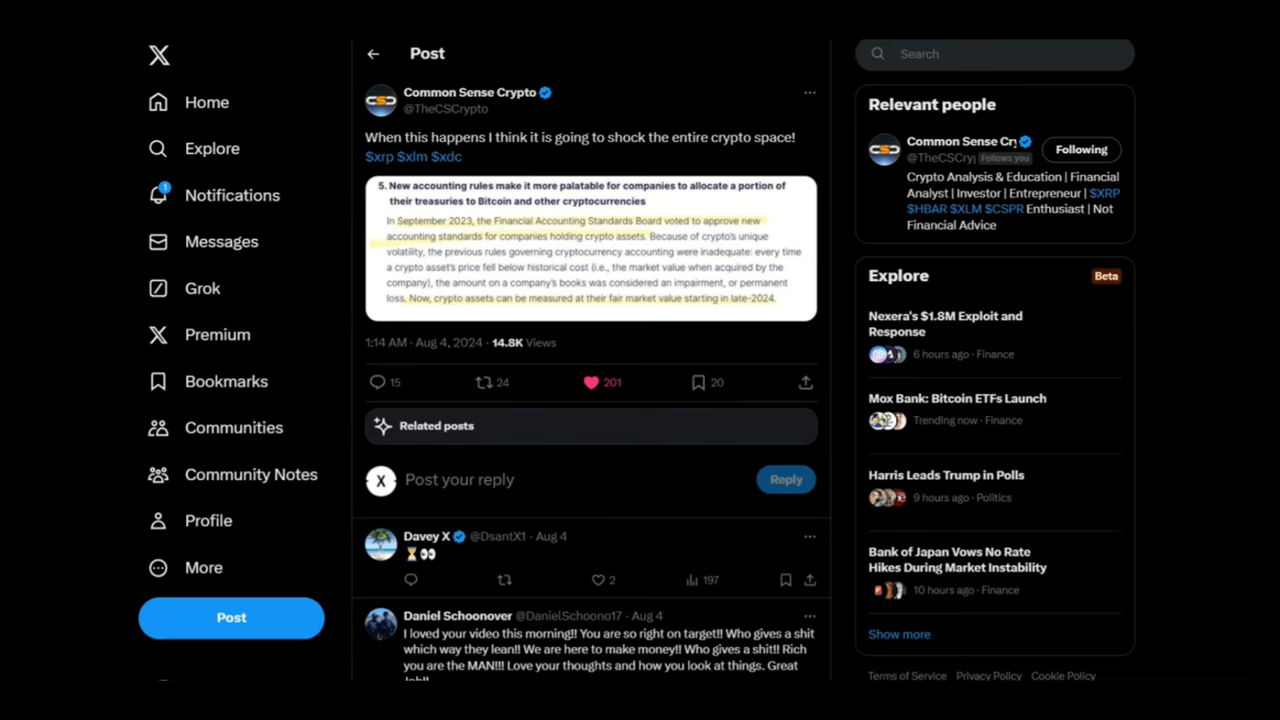 Home
Explore
1
Notifications
Messages
Grok
Premium
Bookmarks
Communities
Community Notes
Profile
More
Post
Post
Common Sense Crypto
@TheCSCrypto
When this happens I think it is going to shock the entire crypto space!
$xrp $xlm $xdc
5. New accounting rules make it more palatable for companies to allocate a portion of
their treasuries to Bitcoin and other cryptocurrencies
In September 2023, the Financial Accounting Standards Board voted to approve new
accounting standards for companies holding crypto assets. Because of crypto's unique
volatility, the previous rules governing cryptocurrency accounting were inadequate: every time
a crypto asset's price fell below historical cost (i.e., the market value when acquired by the
company), the amount on a company's books was considered an impairment, or permanent
loss. Now, crypto assets can be measured at their fair market value starting in late-2024.
1:14 AM · Aug 4, 2024 · 14.8K Views
15 24 201 20
Related posts
X Post your reply Reply
Davey X @DsantX1 · Aug 4
⌛👀
2 197
Daniel Schoonover @DanielSchoono17 · Aug 4
I loved your video this morning!! You are so right on target!! Who gives a shit
which way they lean!! We are here to make money!! Who gives a shit!! Rich
you are the MAN!!! Love your thoughts and how you look at things. Great
Job!!
Search
Relevant people
Common Sense Cry
@TheCSCryp Follows you
Following
Crypto Analysis & Education | Financial
Analyst | Investor | Entrepreneur | $XRP
$HBAR $XLM $CSPR Enthusiast | Not
Financial Advice
Explore Beta
Nexera's $1.8M Exploit and
Response
6 hours ago · Finance
Mox Bank: Bitcoin ETFs Launch
Trending now · Finance
Harris Leads Trump in Polls
9 hours ago · Politics
Bank of Japan Vows No Rate
Hikes During Market Instability
10 hours ago · Finance
Show more
Terms of Service Privacy Policy Cookie Policy